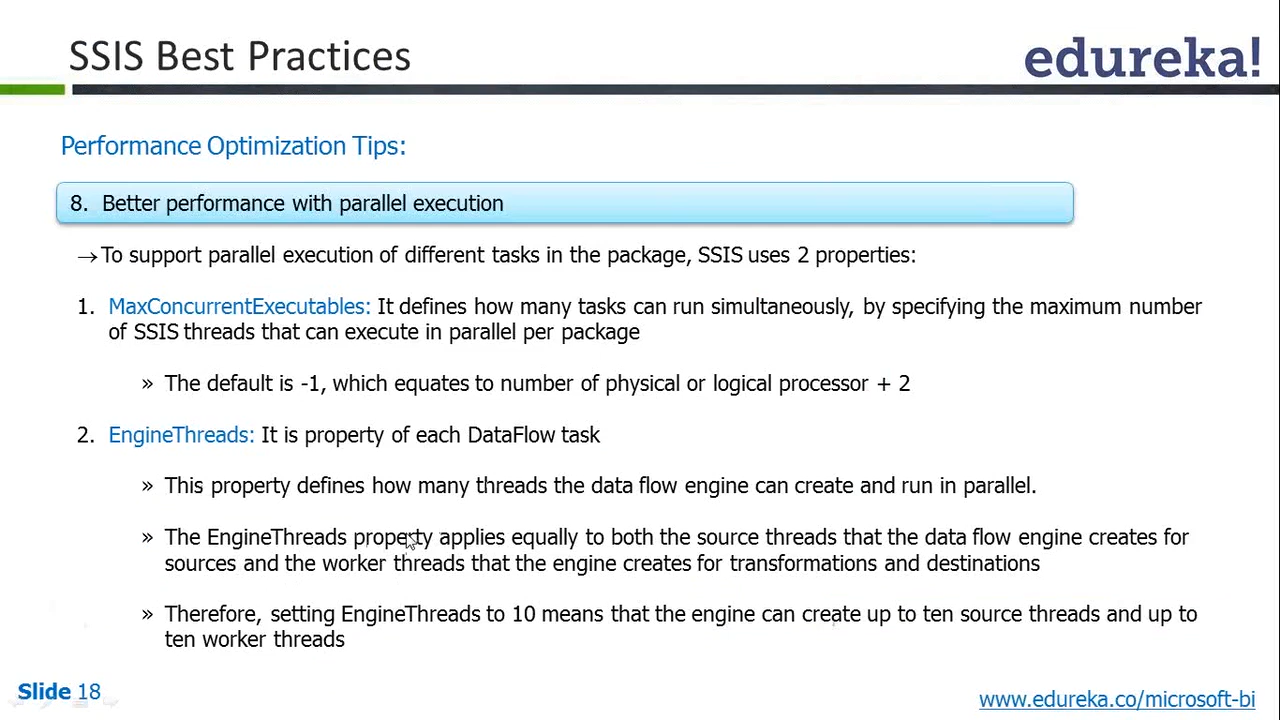 SSIS Best Practices
edureka!
Performance Optimization Tips:
8. Better performance with parallel execution
→To support parallel execution of different tasks in the package, SSIS uses 2 properties:
1. MaxConcurrentExecutables: It defines how many tasks can run simultaneously, by specifying the maximum number
of SSIS threads that can execute in parallel per package
» The default is -1, which equates to number of physical or logical processor + 2
2. EngineThreads: It is property of each DataFlow task
» This property defines how many threads the data flow engine can create and run in parallel.
» The EngineThreads property applies equally to both the source threads that the data flow engine creates for
sources and the worker threads that the engine creates for transformations and destinations
» Therefore, setting EngineThreads to 10 means that the engine can create up to ten source threads and up to
ten worker threads
Slide 18
www.edureka.co/microsoft-bi